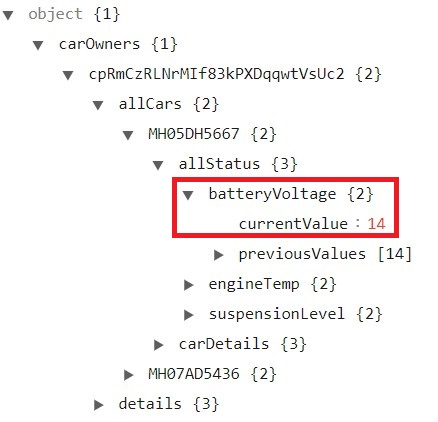 object {1}
carOwners {1}
cpRmCzRLNrMIf83kPXDqqwtVsUc2 {2}
allCars {2}
MH05DH5667 {2}
allStatus {3}
batteryVoltage {2}
currentValue : 14
previousValues [14]
engineTemp {2}
suspensionLevel {2}
carDetails {3}
MH07AD5436 {2}
details {3}